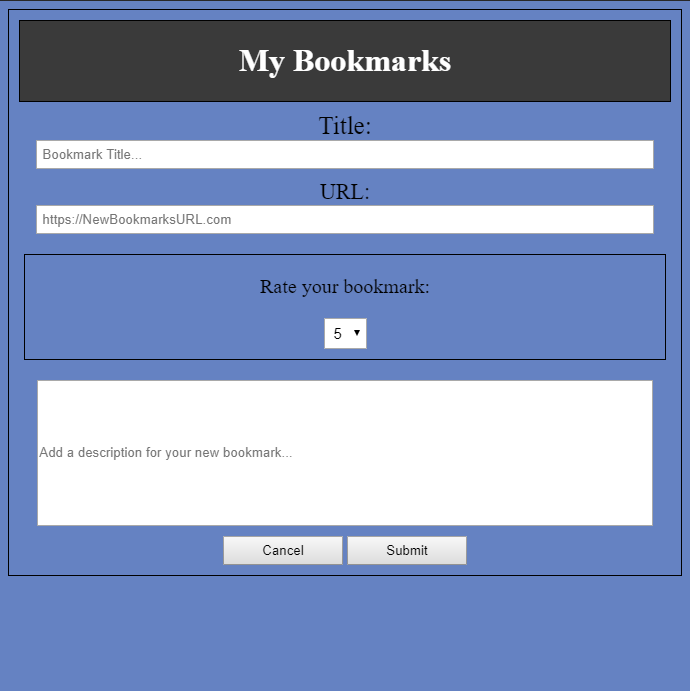 My Bookmarks
Title:
Bookmark Title...
URL:
https://NewBookmarksURL.com
Rate your bookmark:
5
Add a description for your new bookmark...
Cancel Submit